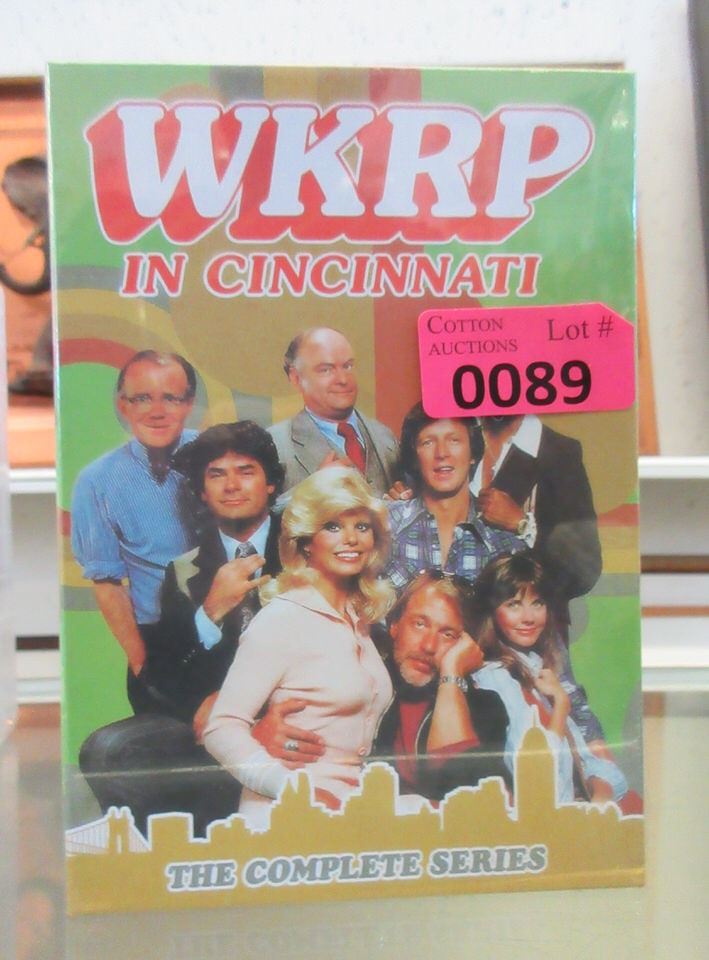 WKRP
IN CINCINNATI
COTTON AUCTIONS Lot #
0089
THE COMPLETE SERIES